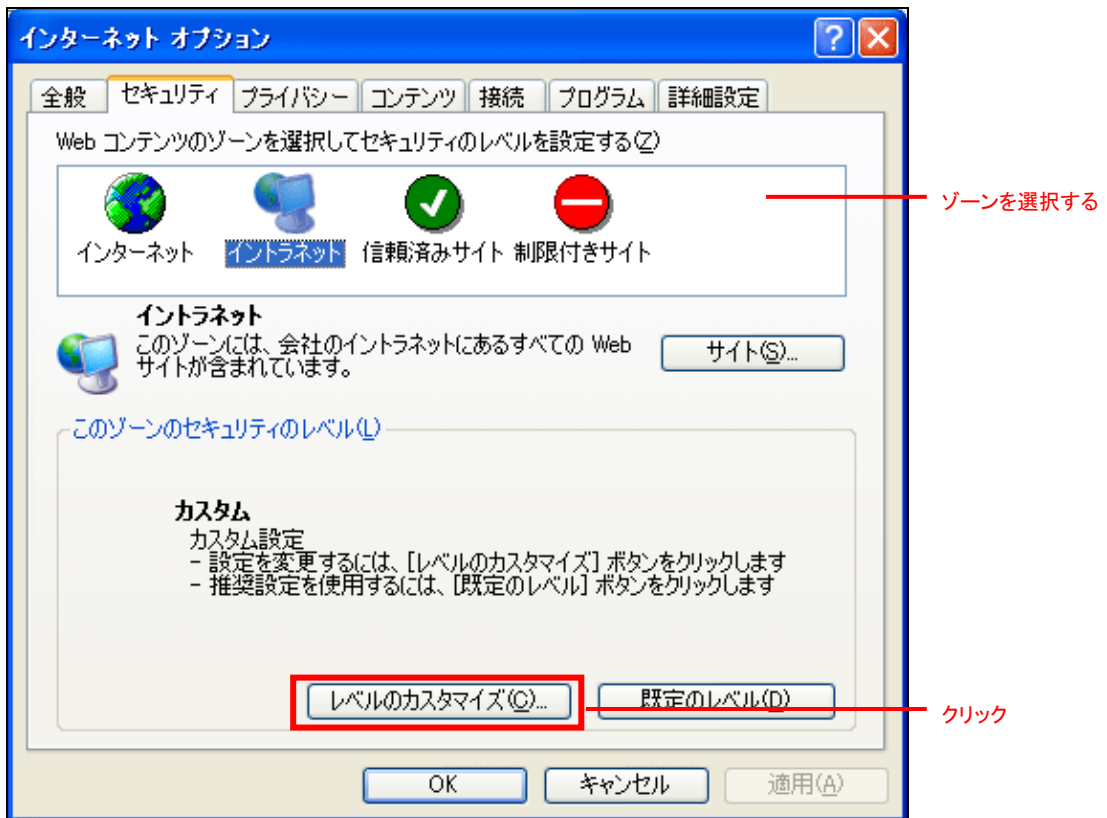 インターネット オプション
全般 セキュリティ プライバシー コンテンツ 接続 プログラム 詳細設定
Web コンテンツのゾーンを選択してセキュリティのレベルを設定する(Z)
ゾーンを選択する
インターネット イントラネット 信頼済みサイト 制限付きサイト
イントラネット
このゾーンには、会社のイントラネットにあるすべての Web
サイトが含まれています。
サイト(S)...
このゾーンのセキュリティのレベル(L)
カスタム
カスタム設定
- 設定を変更するには、[レベルのカスタマイズ] ボタンをクリックします
- 推奨設定を使用するには、[既定のレベル] ボタンをクリックします
レベルのカスタマイズ(C)... 既定のレベル(D)
クリック
OK キャンセル 適用(A)